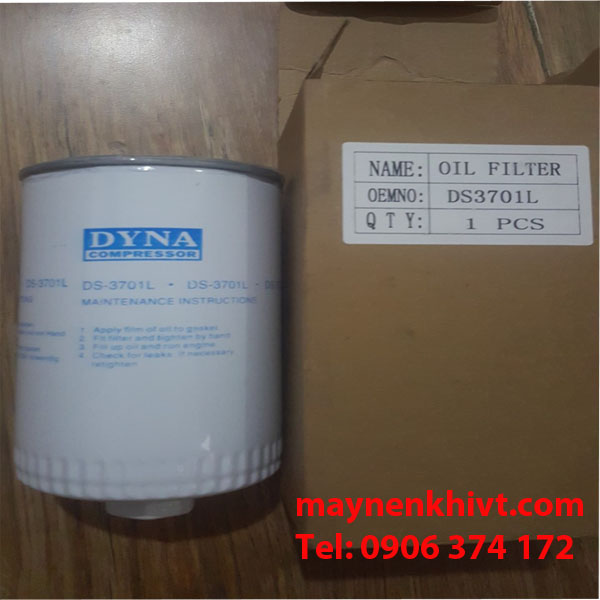 DYNA
COMPRESSOR
DS-3701L • DS-3701L •
MAINTENANCE INSTRUCTIONS
1. Apply film of oil to gasket.
2. Fit filter and tighten by hand
3. Fill up oil and run engine.
4. Check for leaks if necessary,
retighten
NAME: OIL FILTER
OEMNO: DS3701L
QTY: 1 PCS
maynenkhivt.com
Tel: 0906 374 172